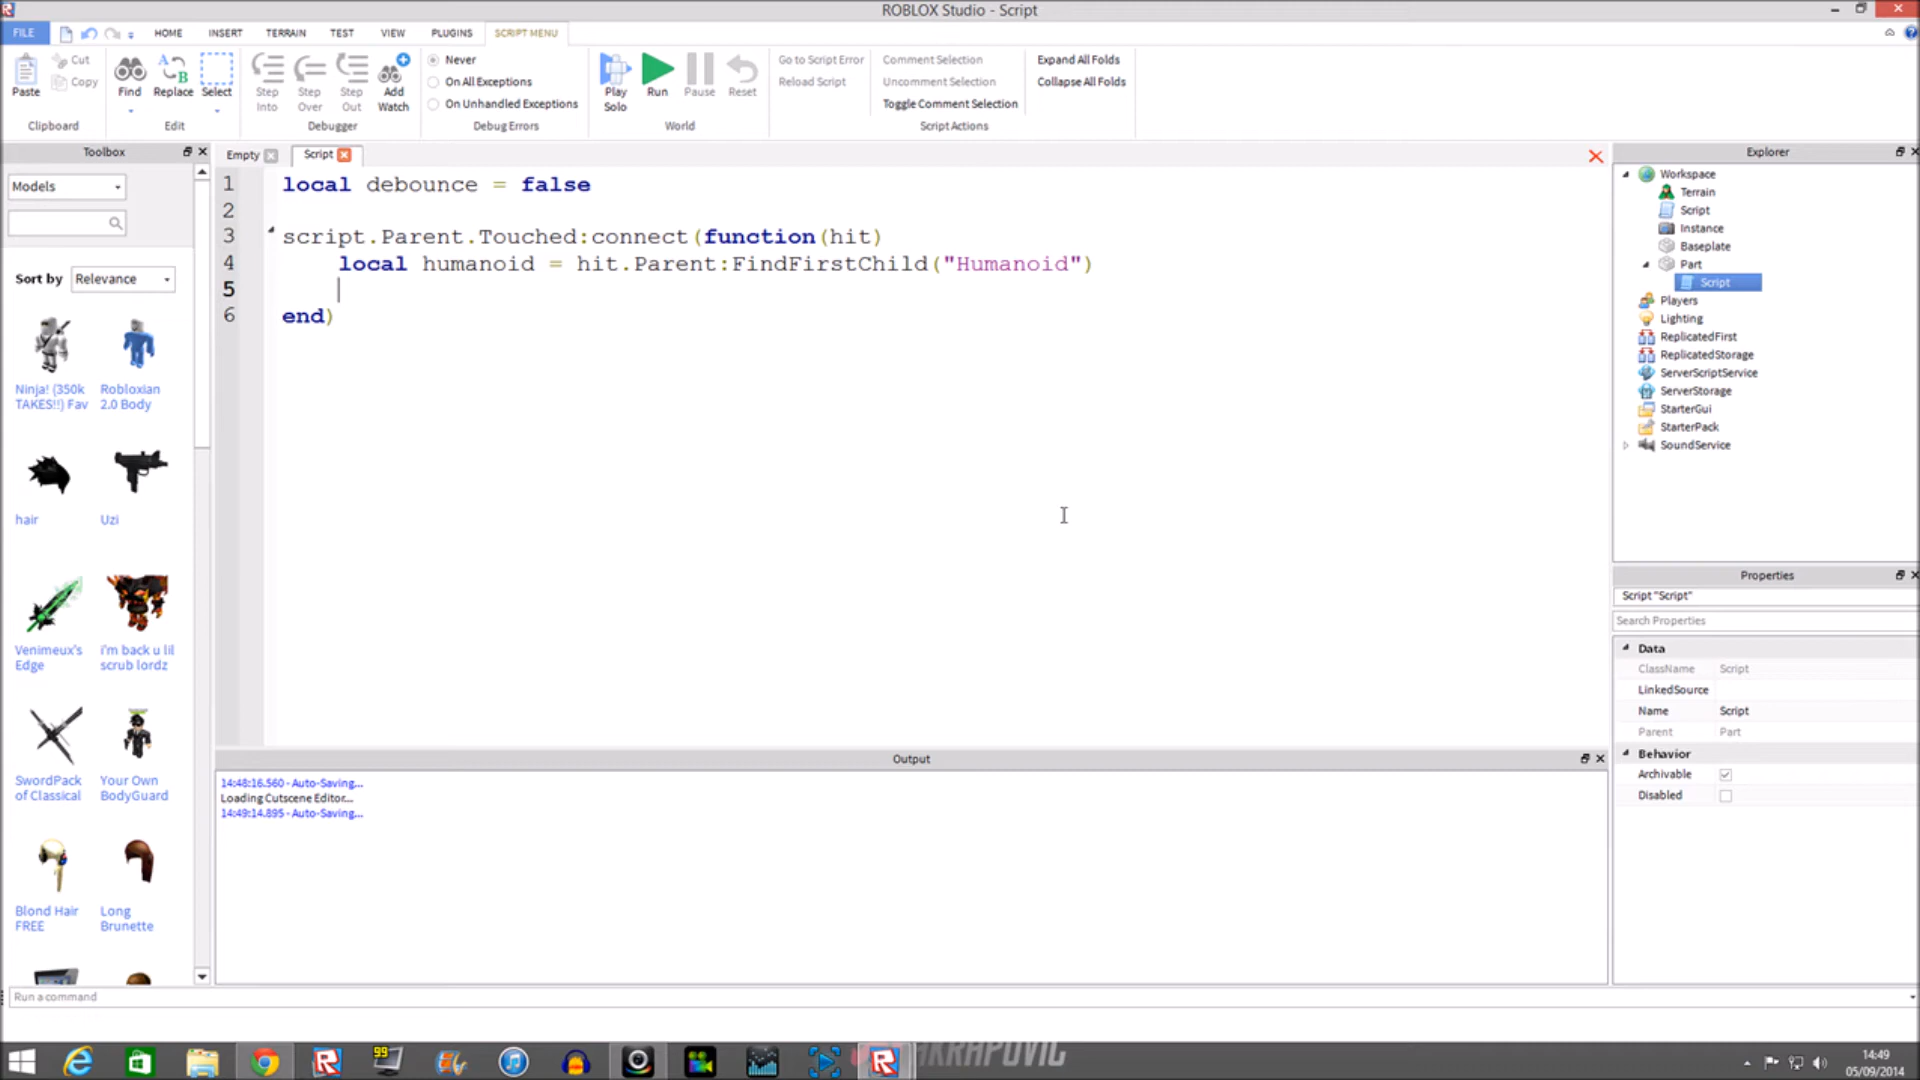 ROBLOX Studio - Script
FILE
HOME
INSERT
TERRAIN
TEST
VIEW
PLUGINS
SCRIPT MENU
Paste
Cut
Copy
Clipboard
Find
Replace
Select
Edit
Step Into
Step Over
Step Out
Add Watch
Debugger
Never
On All Exceptions
On Unhandled Exceptions
Debug Errors
Play Solo
Run
Pause
Reset
World
Go to Script Error
Reload Script
Comment Selection
Uncomment Selection
Toggle Comment Selection
Script Actions
Expand All Folds
Collapse All Folds
Toolbox
Models
Sort by Relevance
Ninja! (350k
TAKES!!) Fav
Robloxian
2.0 Body
hair
Uzi
Venimeux's
Edge
i'm back u lil
scrub lordz
SwordPack
of Classical
Your Own
BodyGuard
Blond Hair
FREE
Long
Brunette
Empty
Script
1 local debounce = false
2
3 script.Parent.Touched:connect(function(hit)
4 local humanoid = hit.Parent:FindFirstChild("Humanoid")
5
6 end)
Output
14:48:16.560 - Auto-Saving...
Loading Cutscene Editor...
14:49:14.895 - Auto-Saving...
Run a command
Explorer
Workspace
Terrain
Script
Instance
Baseplate
Part
Script
Players
Lighting
ReplicatedFirst
ReplicatedStorage
ServerScriptService
ServerStorage
StarterGui
StarterPack
SoundService
Properties
Script "Script"
Search Properties
Data
ClassName Script
LinkedSource
Name Script
Parent Part
Behavior
Archivable
Disabled
99
14:49
05/09/2014